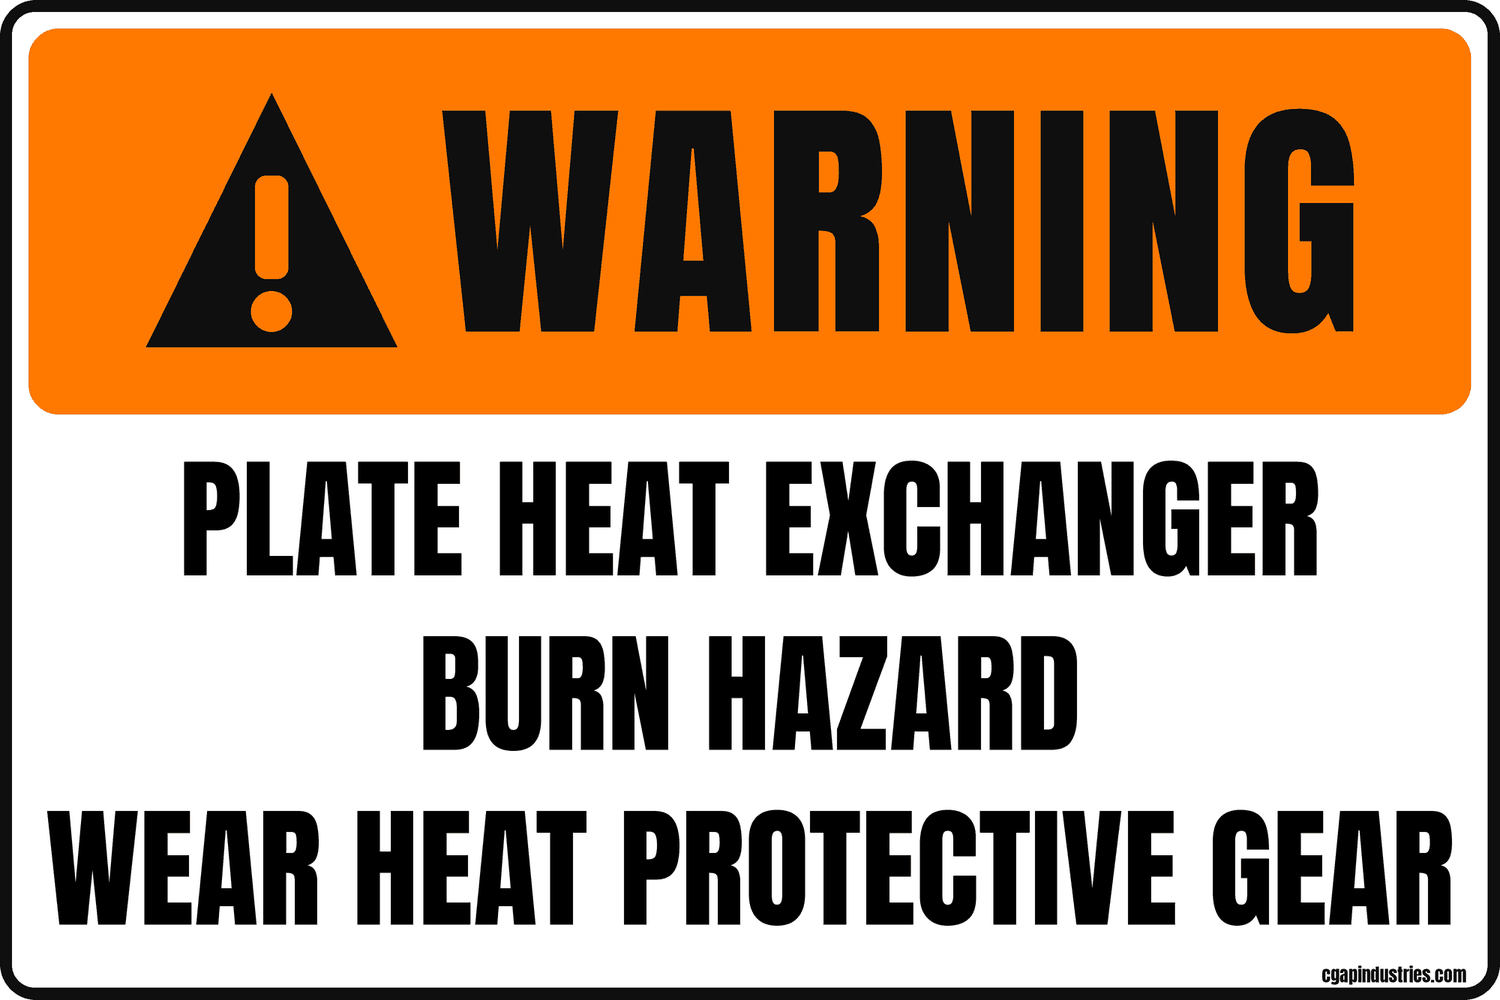 WARNING
PLATE HEAT EXCHANGER
BURN HAZARD
WEAR HEAT PROTECTIVE GEAR
cgapindustries.com